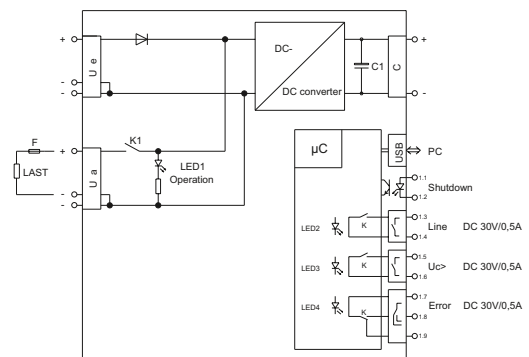 +
-
-
U e
DC-
DC converter
C1
C
+
-
F
LAST
+
-
-
U a
K1
LED1
Operation
µC
USB
PC
1.1
1.2
Shutdown
LED2
K
1.3
1.4
Line
DC 30V/0,5A
LED3
K
1.5
1.6
Uc>
DC 30V/0,5A
LED4
K
1.7
1.8
1.9
Error
DC 30V/0,5A